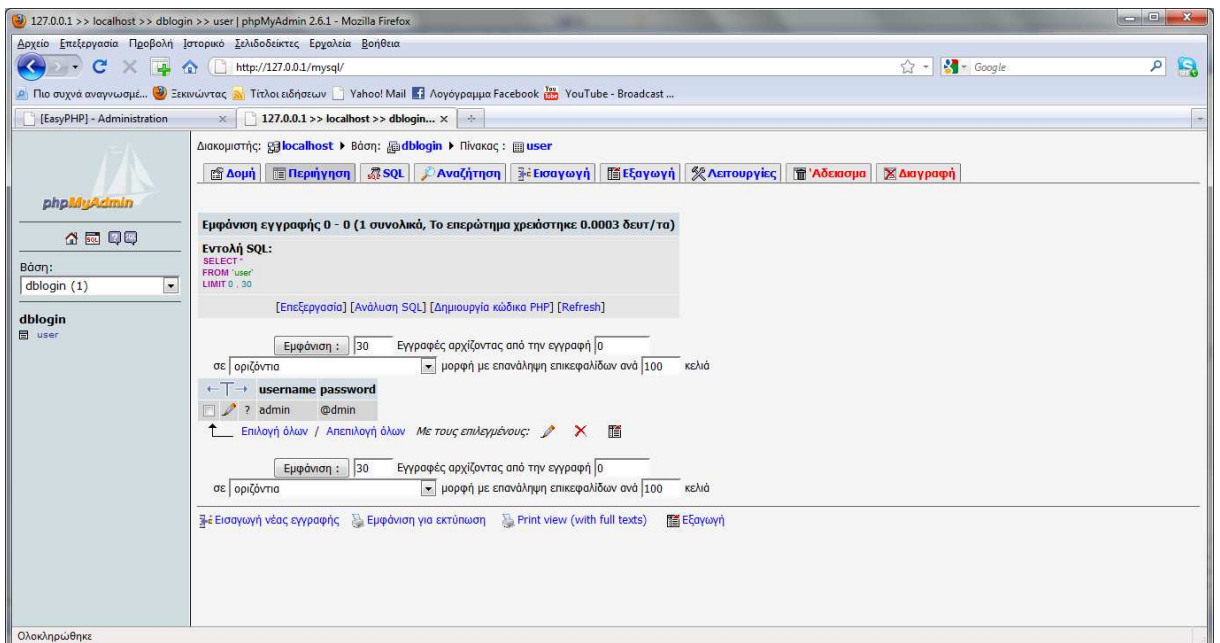 127.0.0.1 >> localhost >> dblogin >> user | phpMyAdmin 2.6.1 - Mozilla Firefox
Αρχείο Επεξεργασία Προβολή Ιστορικό Σελιδοδείκτες Εργαλεία Βοήθεια
http://127.0.0.1/mysql/
Google
Πιο συχνά αναγνωσμέ... Ξεκινώντας Τίτλοι ειδήσεων Yahoo! Mail Λογόγραμμα Facebook YouTube - Broadcast ...
[EasyPHP] - Administration
127.0.0.1 >> localhost >> dblogin...
phpMyAdmin
Βάση:
dblogin (1)
dblogin
user
Διακομιστής: localhost Βάση: dblogin Πίνακας : user
Δομή Περιήγηση SQL Αναζήτηση Εισαγωγή Εξαγωγή Λειτουργίες 'Αδειασμα Διαγραφή
Εμφάνιση εγγραφής 0 - 0 (1 συνολικά, Το επερώτημα χρειάστηκε 0.0003 δευτ/τα)
Εντολή SQL:
SELECT *
FROM `user`
LIMIT 0 , 30
[Επεξεργασία] [Ανάλυση SQL] [Δημιουργία κώδικα PHP] [Refresh]
Εμφάνιση : 30 Εγγραφές αρχίζοντας από την εγγραφή 0
σε οριζόντια μορφή με επανάληψη επικεφαλίδων ανά 100 κελιά
←T→ username password
? admin @dmin
Επιλογή όλων / Απεπιλογή όλων Με τους επιλεγμένους:
Εμφάνιση : 30 Εγγραφές αρχίζοντας από την εγγραφή 0
σε οριζόντια μορφή με επανάληψη επικεφαλίδων ανά 100 κελιά
Εισαγωγή νέας εγγραφής Εμφάνιση για εκτύπωση Print view (with full texts) Εξαγωγή
Ολοκληρώθηκε